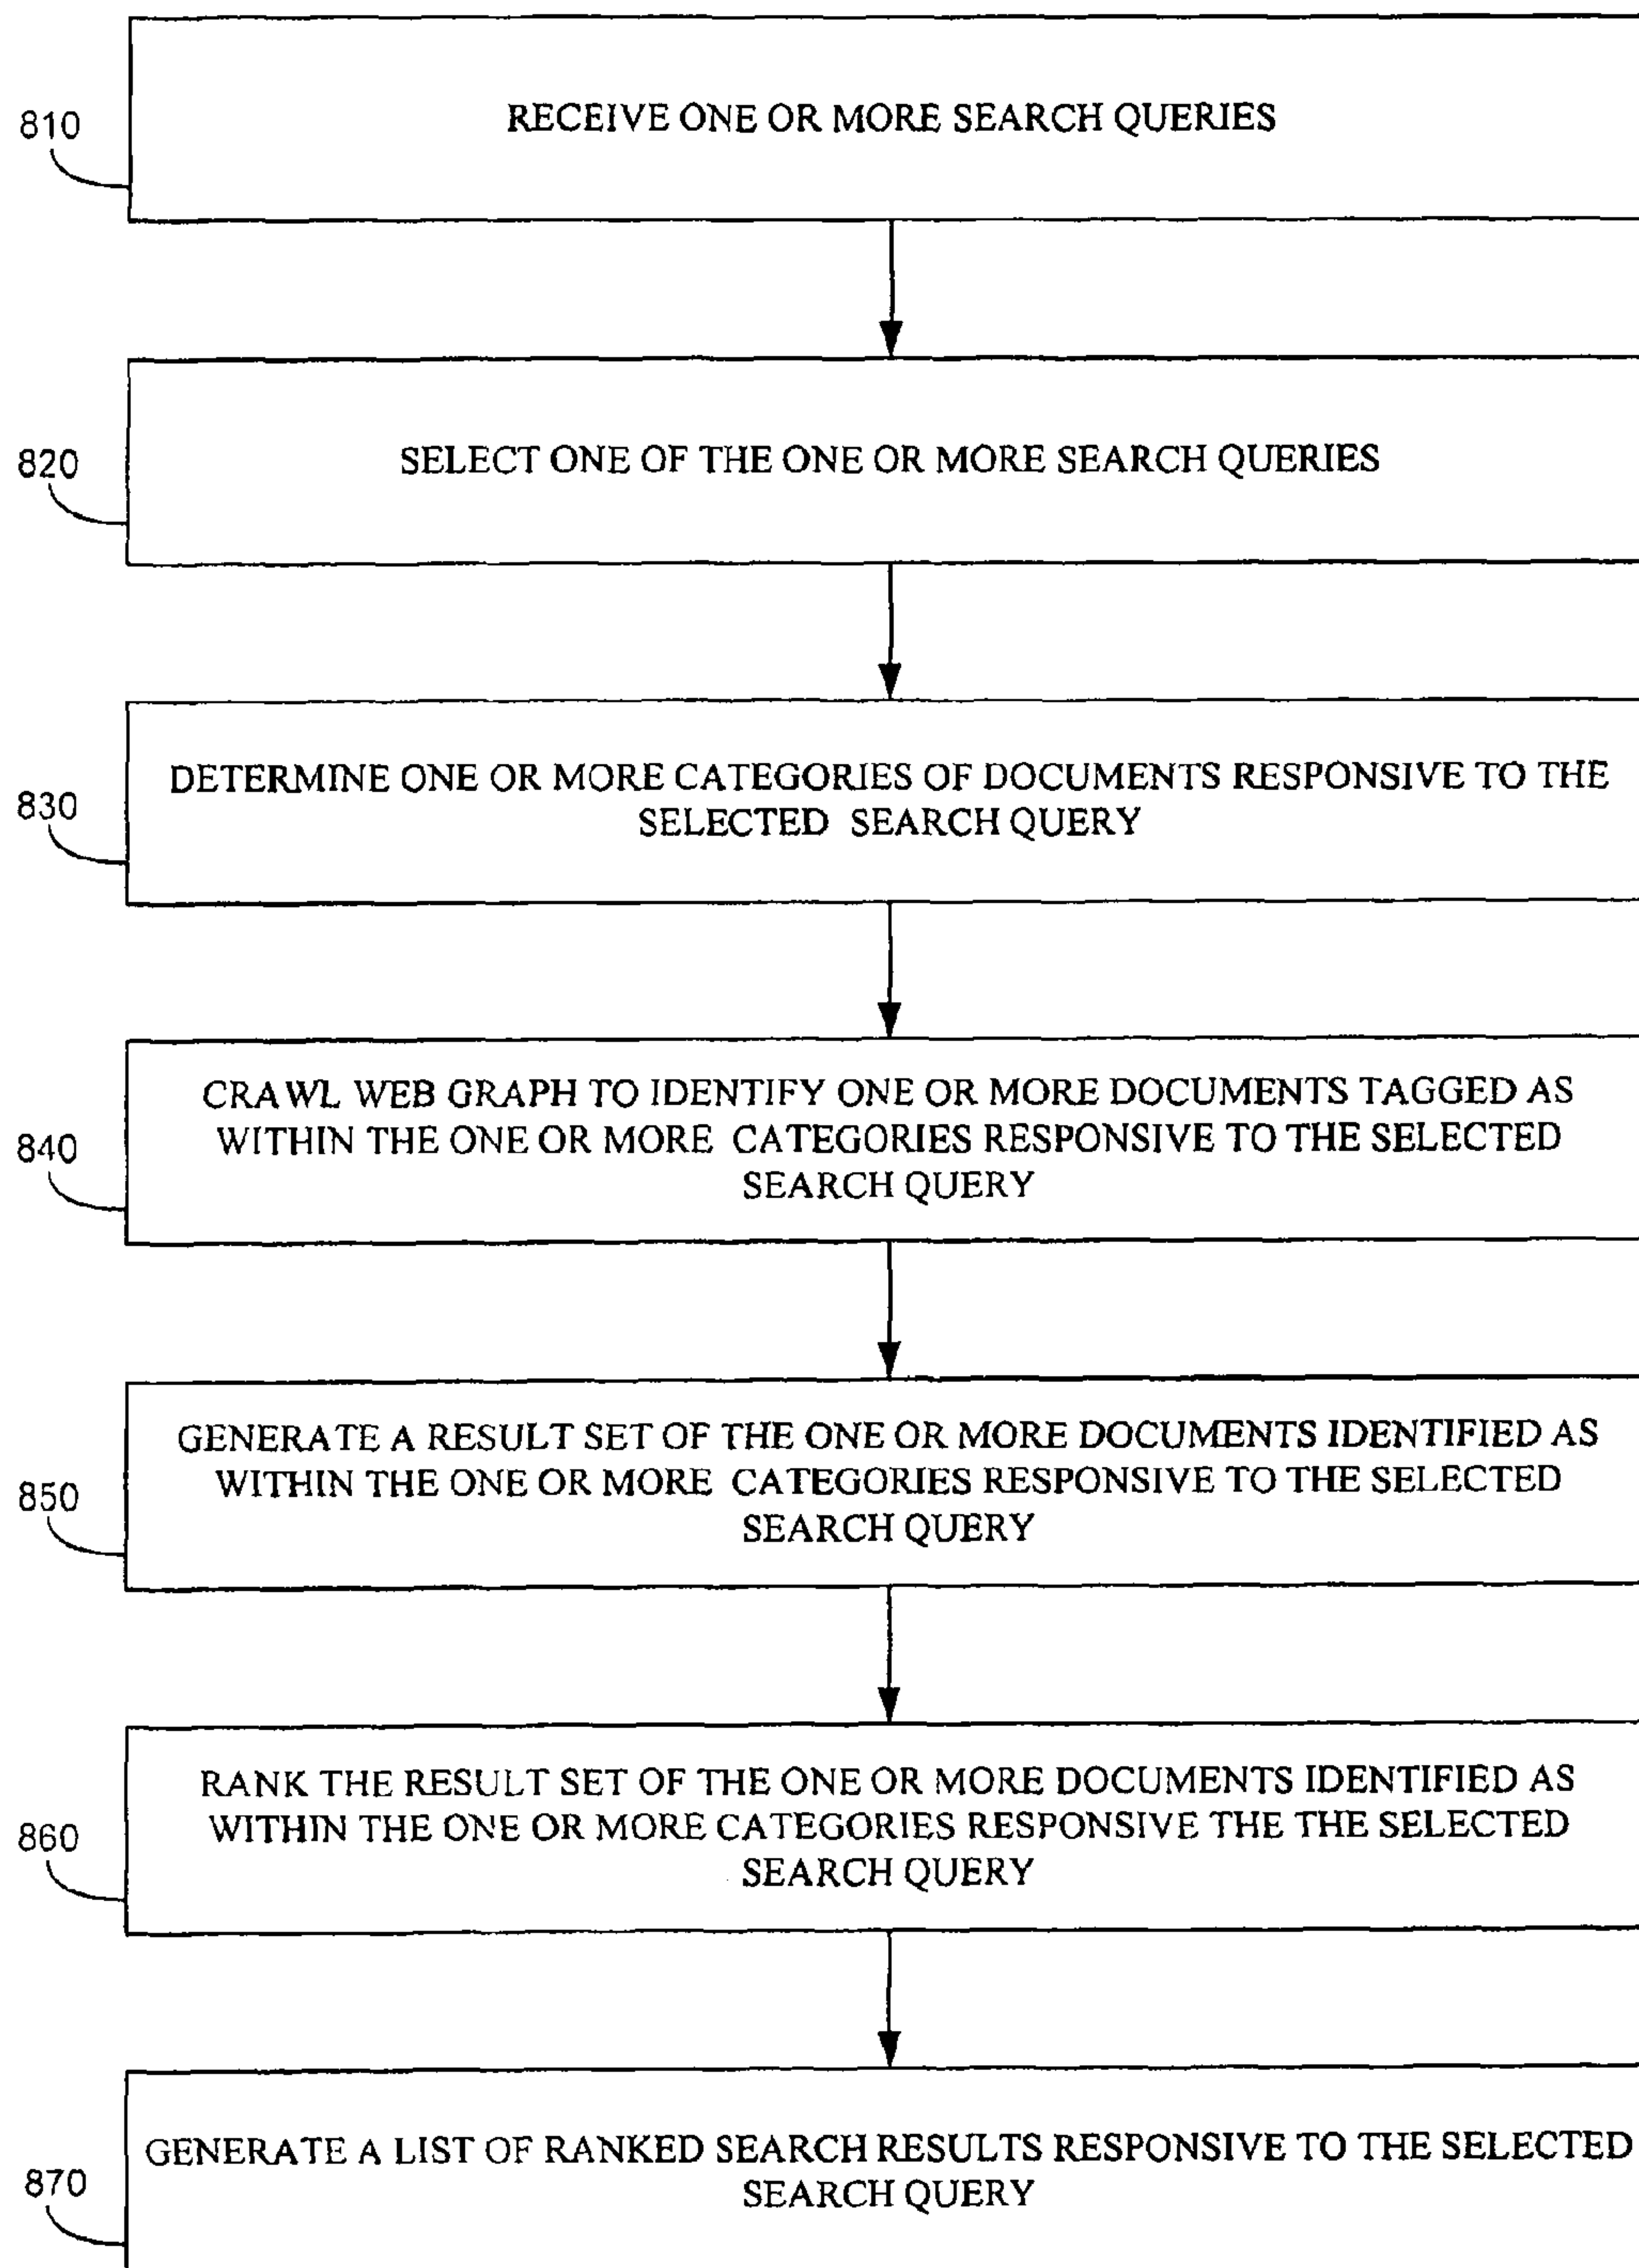 RECEIVE ONE OR MORE SEARCH QUERIES
810
SELECT ONE OF THE ONE OR MORE SEARCH QUERIES
820
DETERMINE ONE OR MORE CATEGORIES OF DOCUMENTS RESPONSIVE TO THE
SELECTED SEARCH QUERY
830
CRAWL WEB GRAPH TO IDENTIFY ONE OR MORE DOCUMENTS TAGGED AS
WITHIN THE ONE OR MORE CATEGORIES RESPONSIVE TO THE SELECTED
SEARCH QUERY
840
GENERATE A RESULT SET OF THE ONE OR MORE DOCUMENTS IDENTIFIED AS
WITHIN THE ONE OR MORE CATEGORIES RESPONSIVE TO THE SELECTED
SEARCH QUERY
850
RANK THE RESULT SET OF THE ONE OR MORE DOCUMENTS IDENTIFIED AS
WITHIN THE ONE OR MORE CATEGORIES RESPONSIVE THE THE SELECTED
SEARCH QUERY
860
GENERATE A LIST OF RANKED SEARCH RESULTS RESPONSIVE TO THE SELECTED
SEARCH QUERY
870